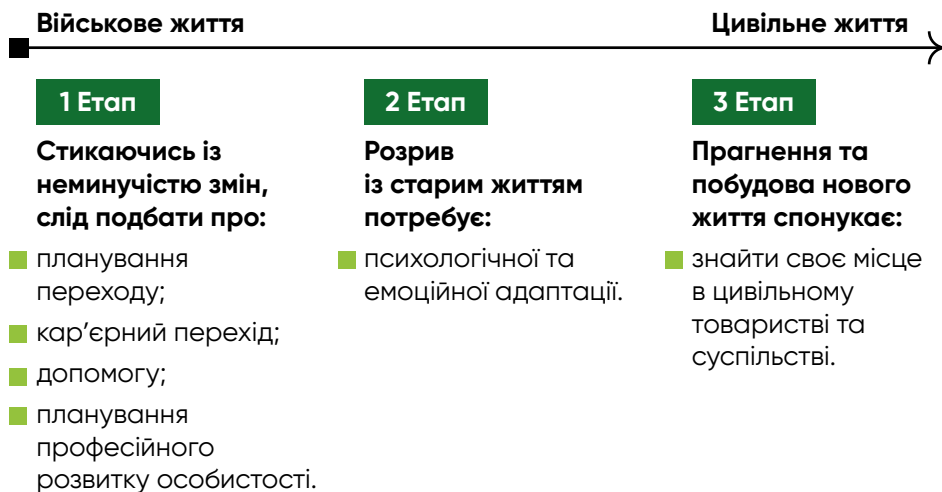 Військове життя
Цивільне життя
1 Етап
Стикаючись із
неминучістю змін,
слід подбати про:
планування
переходу;
кар’єрний перехід;
допомогу;
планування
професійного
розвитку особистості.
2 Етап
Розрив
із старим життям
потребує:
психологічної та
емоційної адаптації.
3 Етап
Прагнення та
побудова нового
життя спонукає:
знайти своє місце
в цивільному
товаристві та
суспільстві.